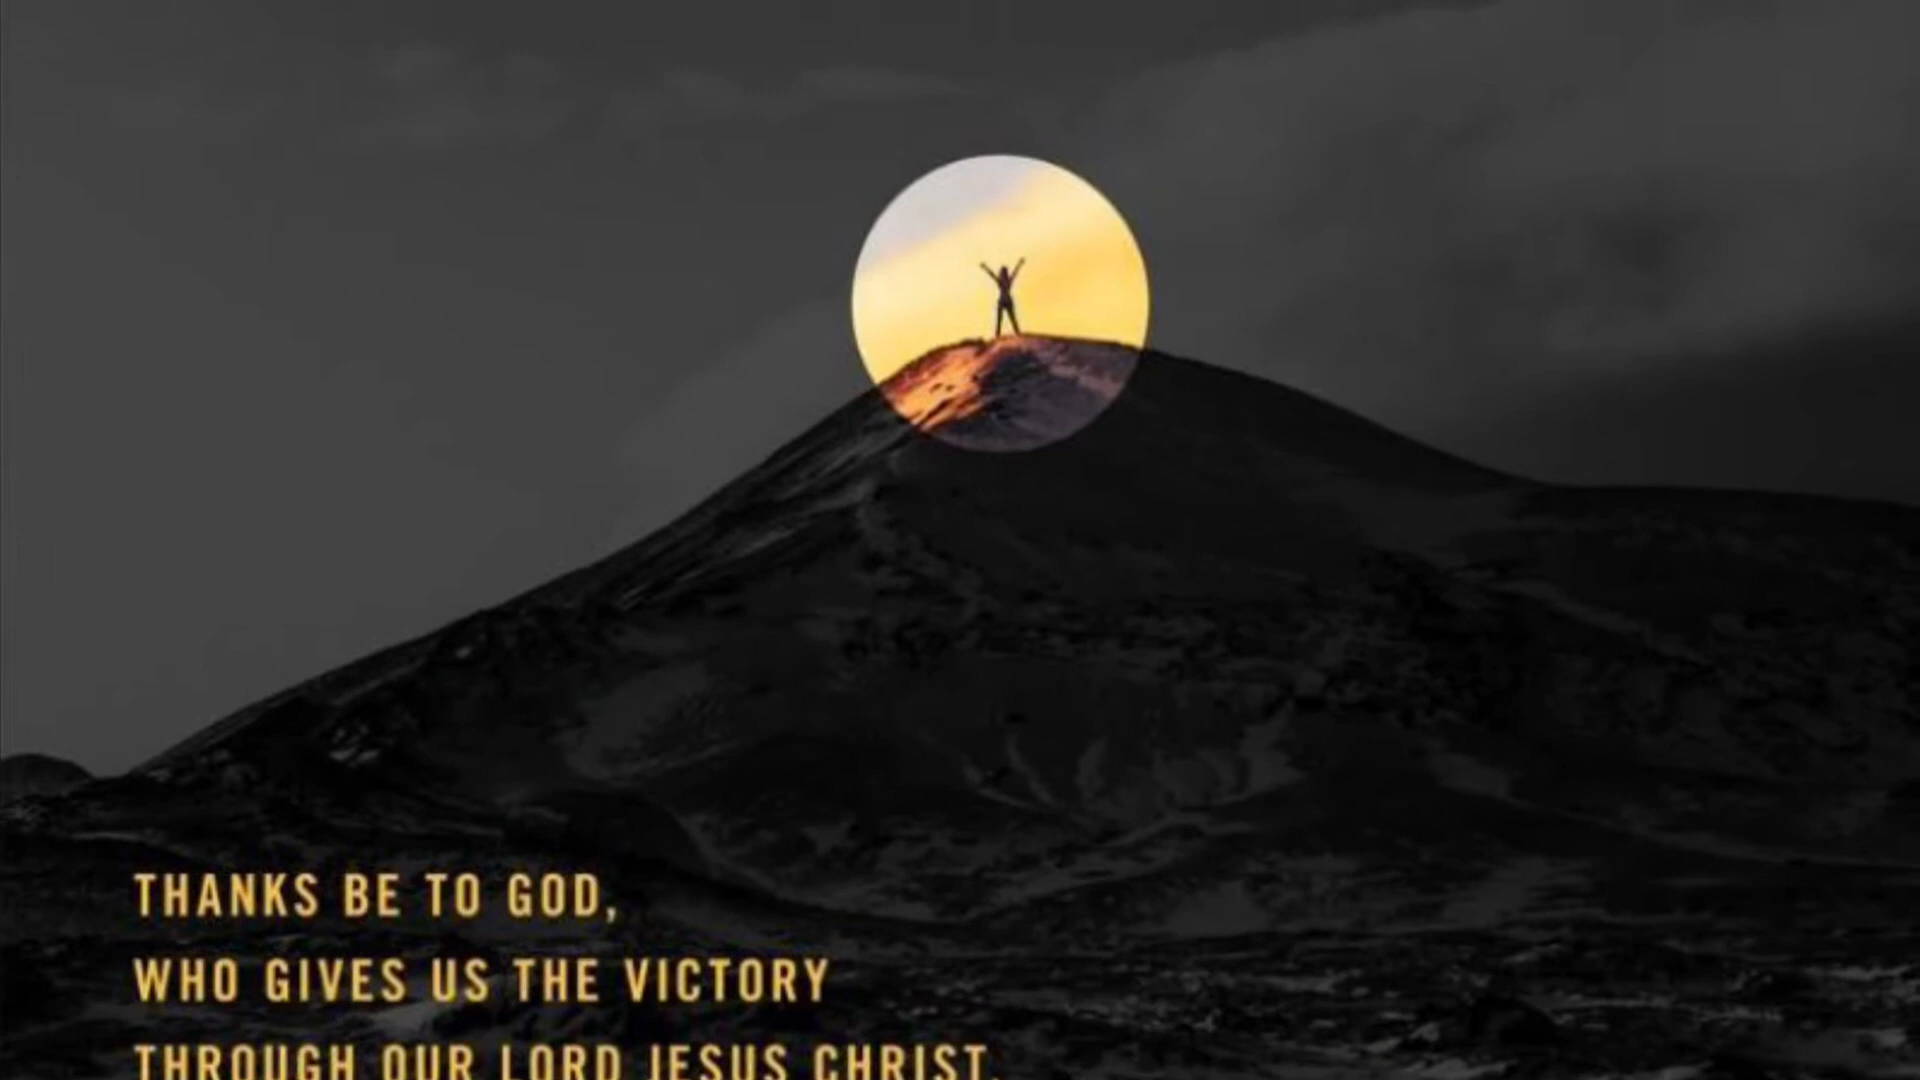 THANKS BE TO GOD,
WHO GIVES US THE VICTORY
THROUGH OUR LORD JESUS CHRIST.